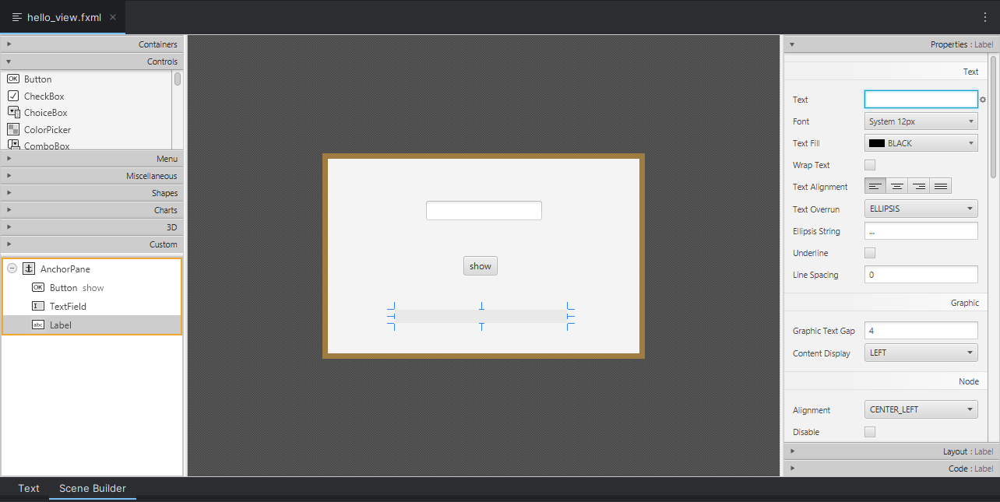 hello_view.fxml
Containers
Controls
OK Button
CheckBox
ChoiceBox
ColorPicker
ComboBox
Menu
Miscellaneous
Shapes
Charts
3D
Custom
AnchorPane
OK Button show
TextField
abc Label
show
Properties : Label
Text
Text
Font System 12px
Text Fill BLACK
Wrap Text
Text Alignment
Text Overrun ELLIPSIS
Ellipsis String ...
Underline
Line Spacing 0
Graphic
Graphic Text Gap 4
Content Display LEFT
Node
Alignment CENTER_LEFT
Disable
Layout : Label
Code : Label
Text Scene Builder